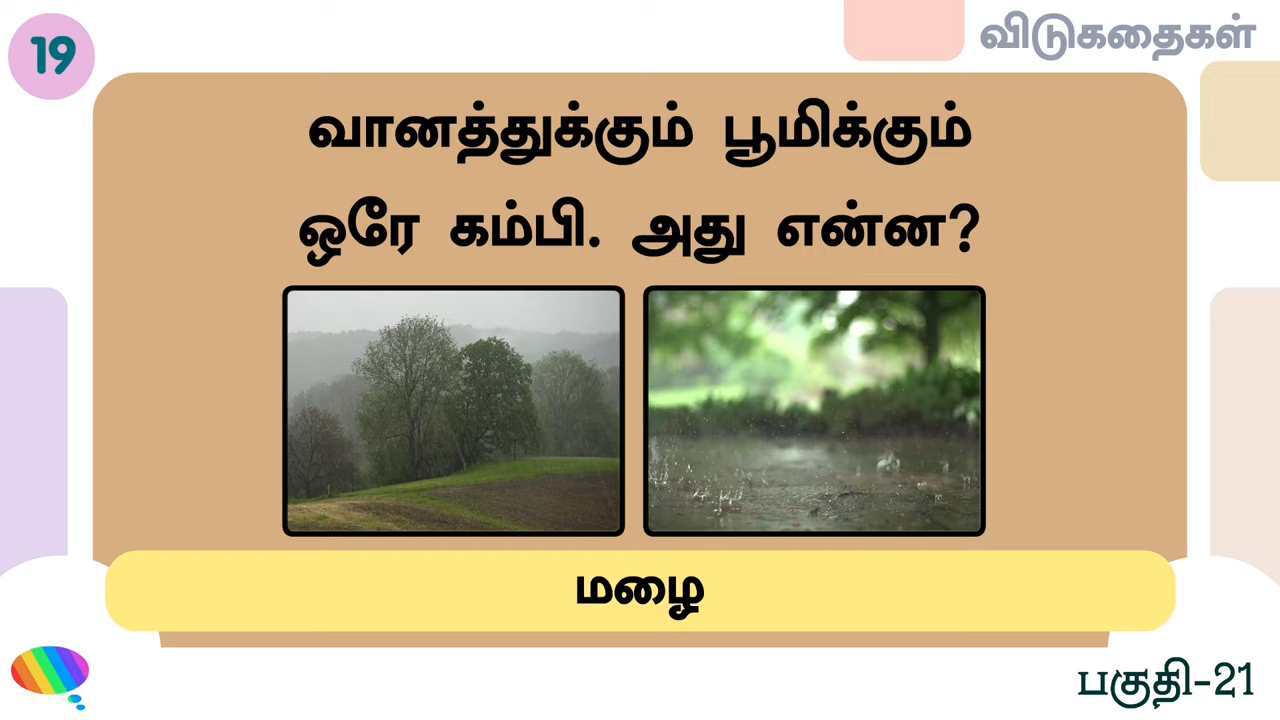 19
விடுகதைகள்
வானத்துக்கும் பூமிக்கும்
ஒரே கம்பி. அது என்ன?
மழை
பகுதி-21